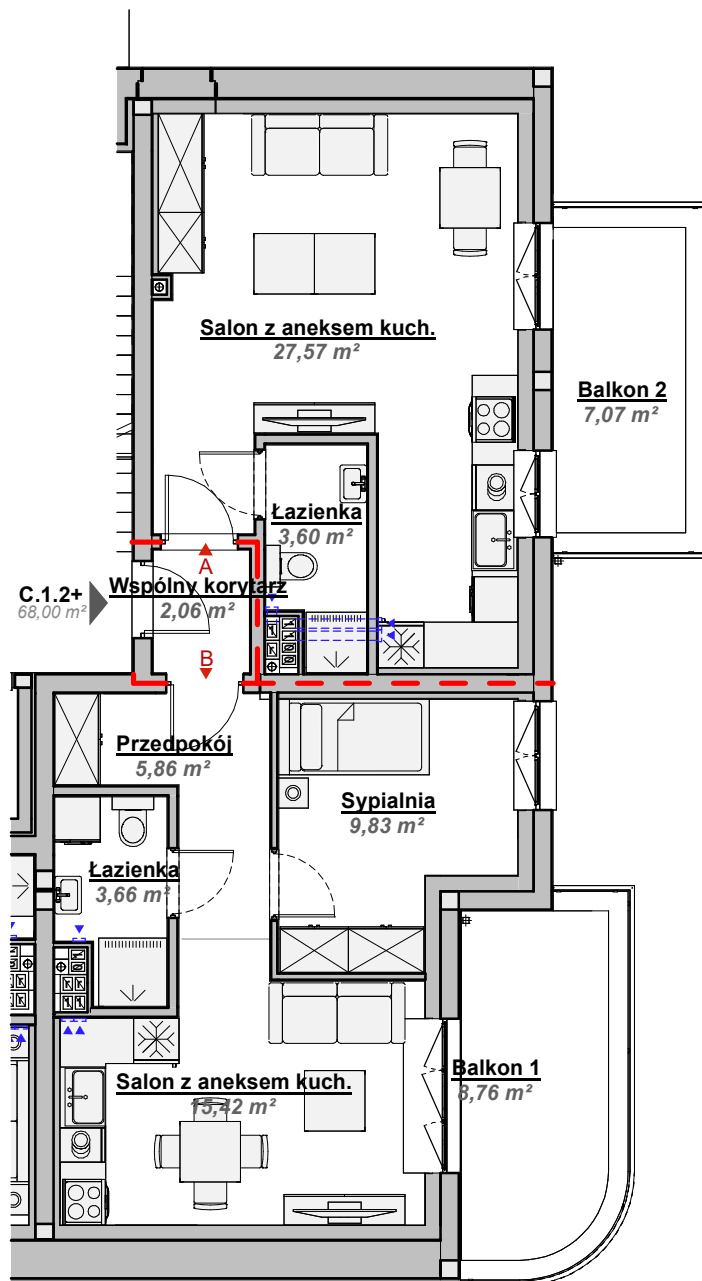 Salon z aneksem kuch.
27,57 m²
Balkon 2
7,07 m²
Łazienka
3,60 m²
A
C.1.2+
68,00 m²
Wspólny korytarz
2,06 m²
B
Przedpokój
5,86 m²
Sypialnia
9,83 m²
Łazienka
3,66 m²
Salon z aneksem kuch.
15,42 m²
Balkon 1
8,76 m²